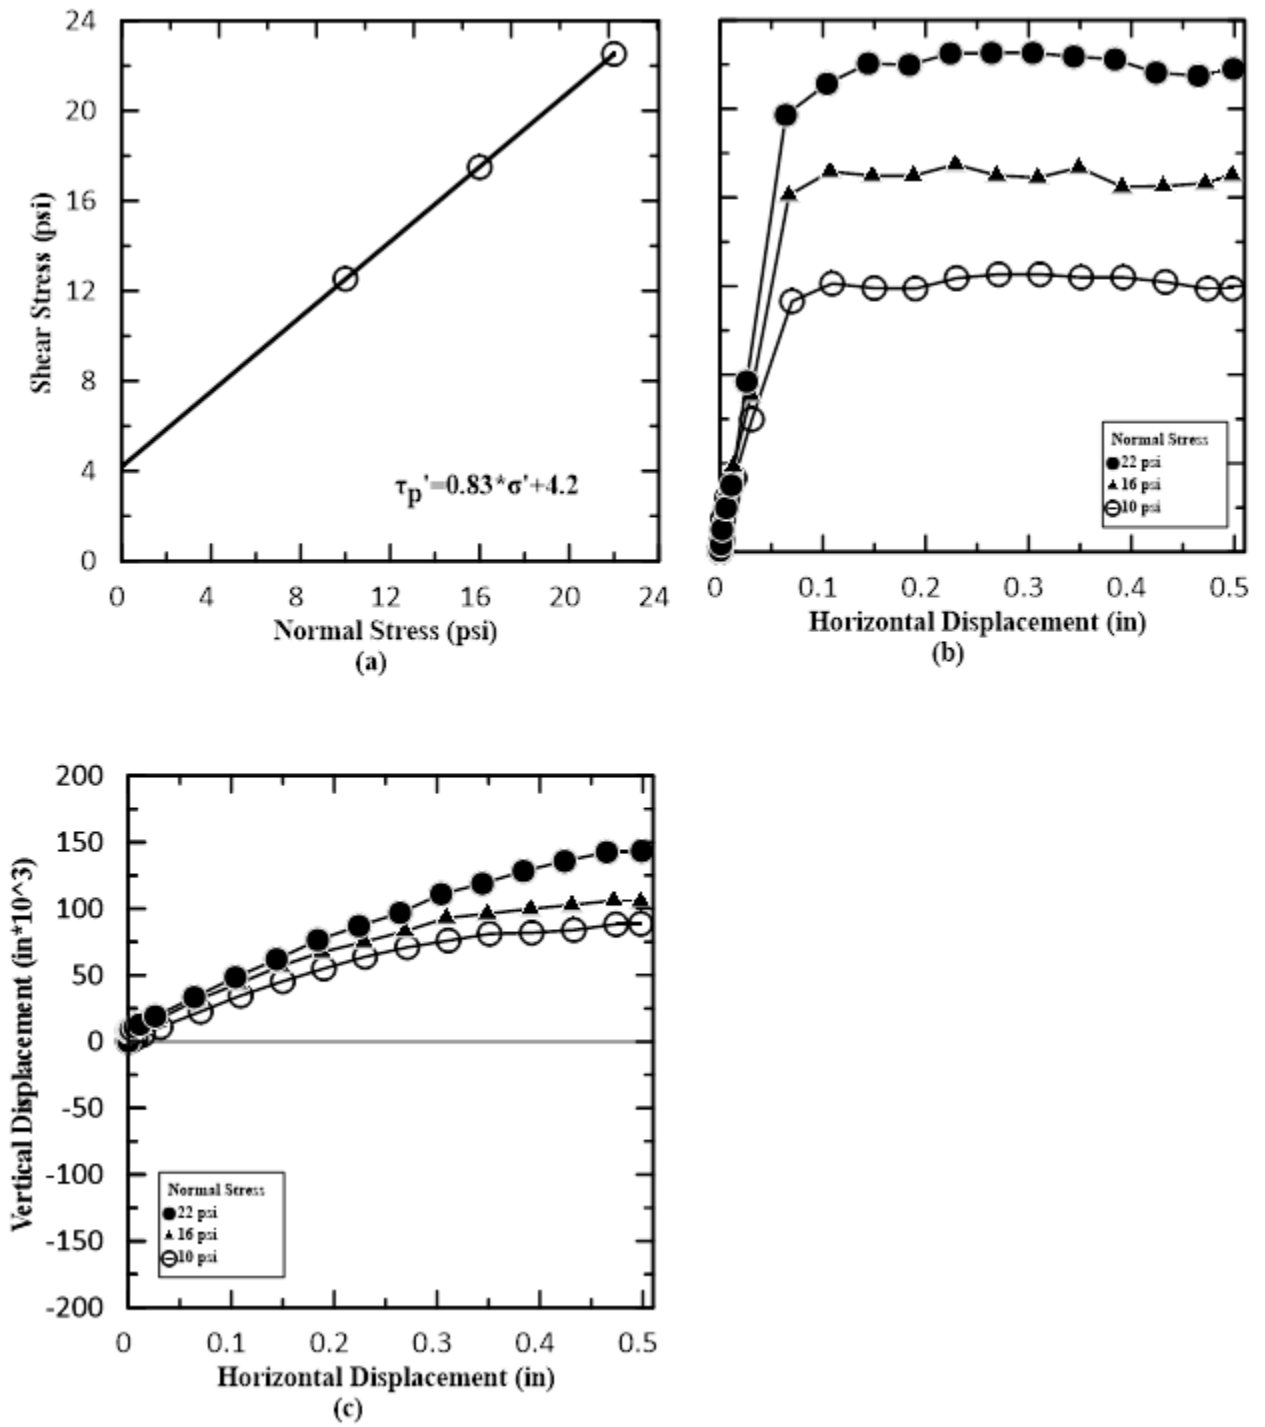 24
20
16
12
8
4
0
Shear Stress (psi)
τp'=0.83*σ'+4.2
0 4 8 12 16 20 24
Normal Stress (psi)
(a)
Normal Stress
22 psi
16 psi
10 psi
0 0.1 0.2 0.3 0.4 0.5
Horizontal Displacement (in)
(b)
200
150
100
50
0
-50
-100
-150
-200
Vertical Displacement (in*10^3)
Normal Stress
22 psi
16 psi
10 psi
0 0.1 0.2 0.3 0.4 0.5
Horizontal Displacement (in)
(c)